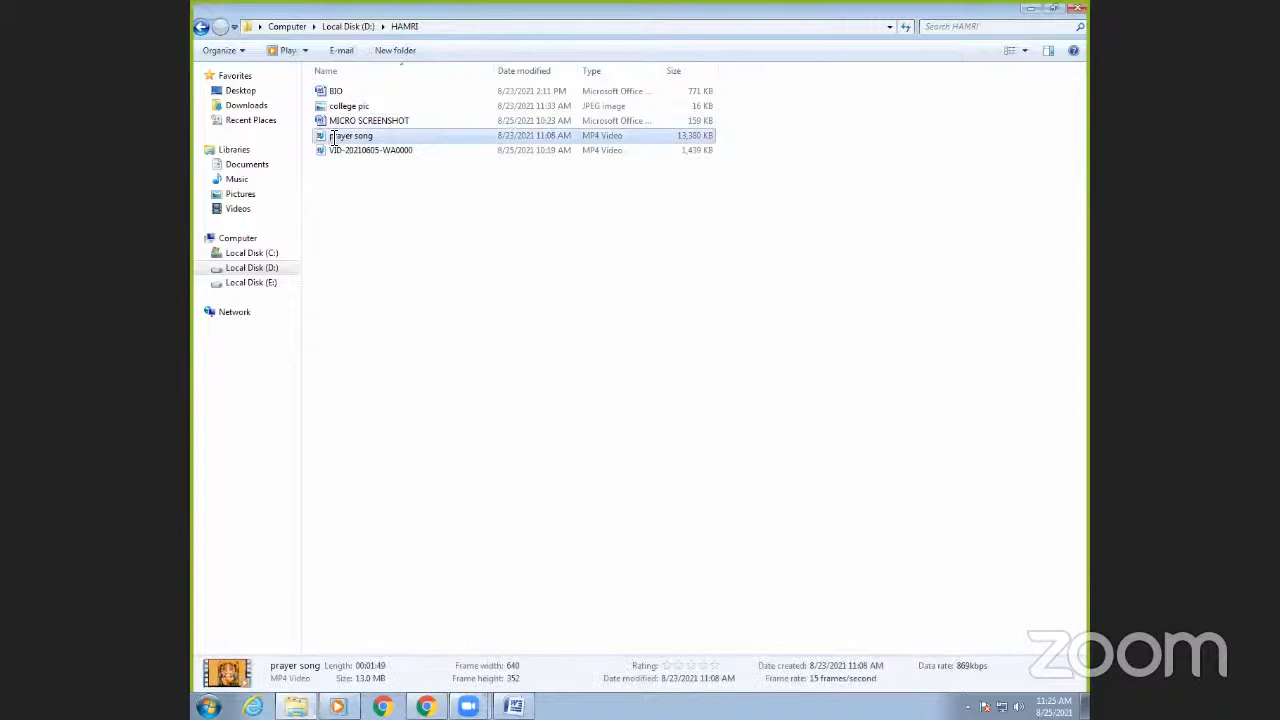 Computer Local Disk (D:) HAMRI Search HAMRI
Organize Play E-mail New folder
Name Date modified Type Size
Favorites
Desktop
Downloads
Recent Places
Libraries
Documents
Music
Pictures
Videos
Computer
Local Disk (C:)
Local Disk (D:)
Local Disk (E:)
Network
BIO 8/23/2021 2:11 PM Microsoft Office ... 771 KB
college pic 8/23/2021 11:33 AM JPEG image 16 KB
MICRO SCREENSHOT 8/25/2021 10:23 AM Microsoft Office ... 159 KB
prayer song 8/23/2021 11:08 AM MP4 Video 13,380 KB
VID-20210605-WA0000 8/25/2021 10:19 AM MP4 Video 1,439 KB
prayer song Length: 00:01:49 Frame width: 640 Rating: Date created: 8/23/2021 11:08 AM Data rate: 869kbps
MP4 Video Size: 13.0 MB Frame height: 352 Date modified: 8/23/2021 11:08 AM Frame rate: 15 frames/second
zoom
11:25 AM
8/25/2021